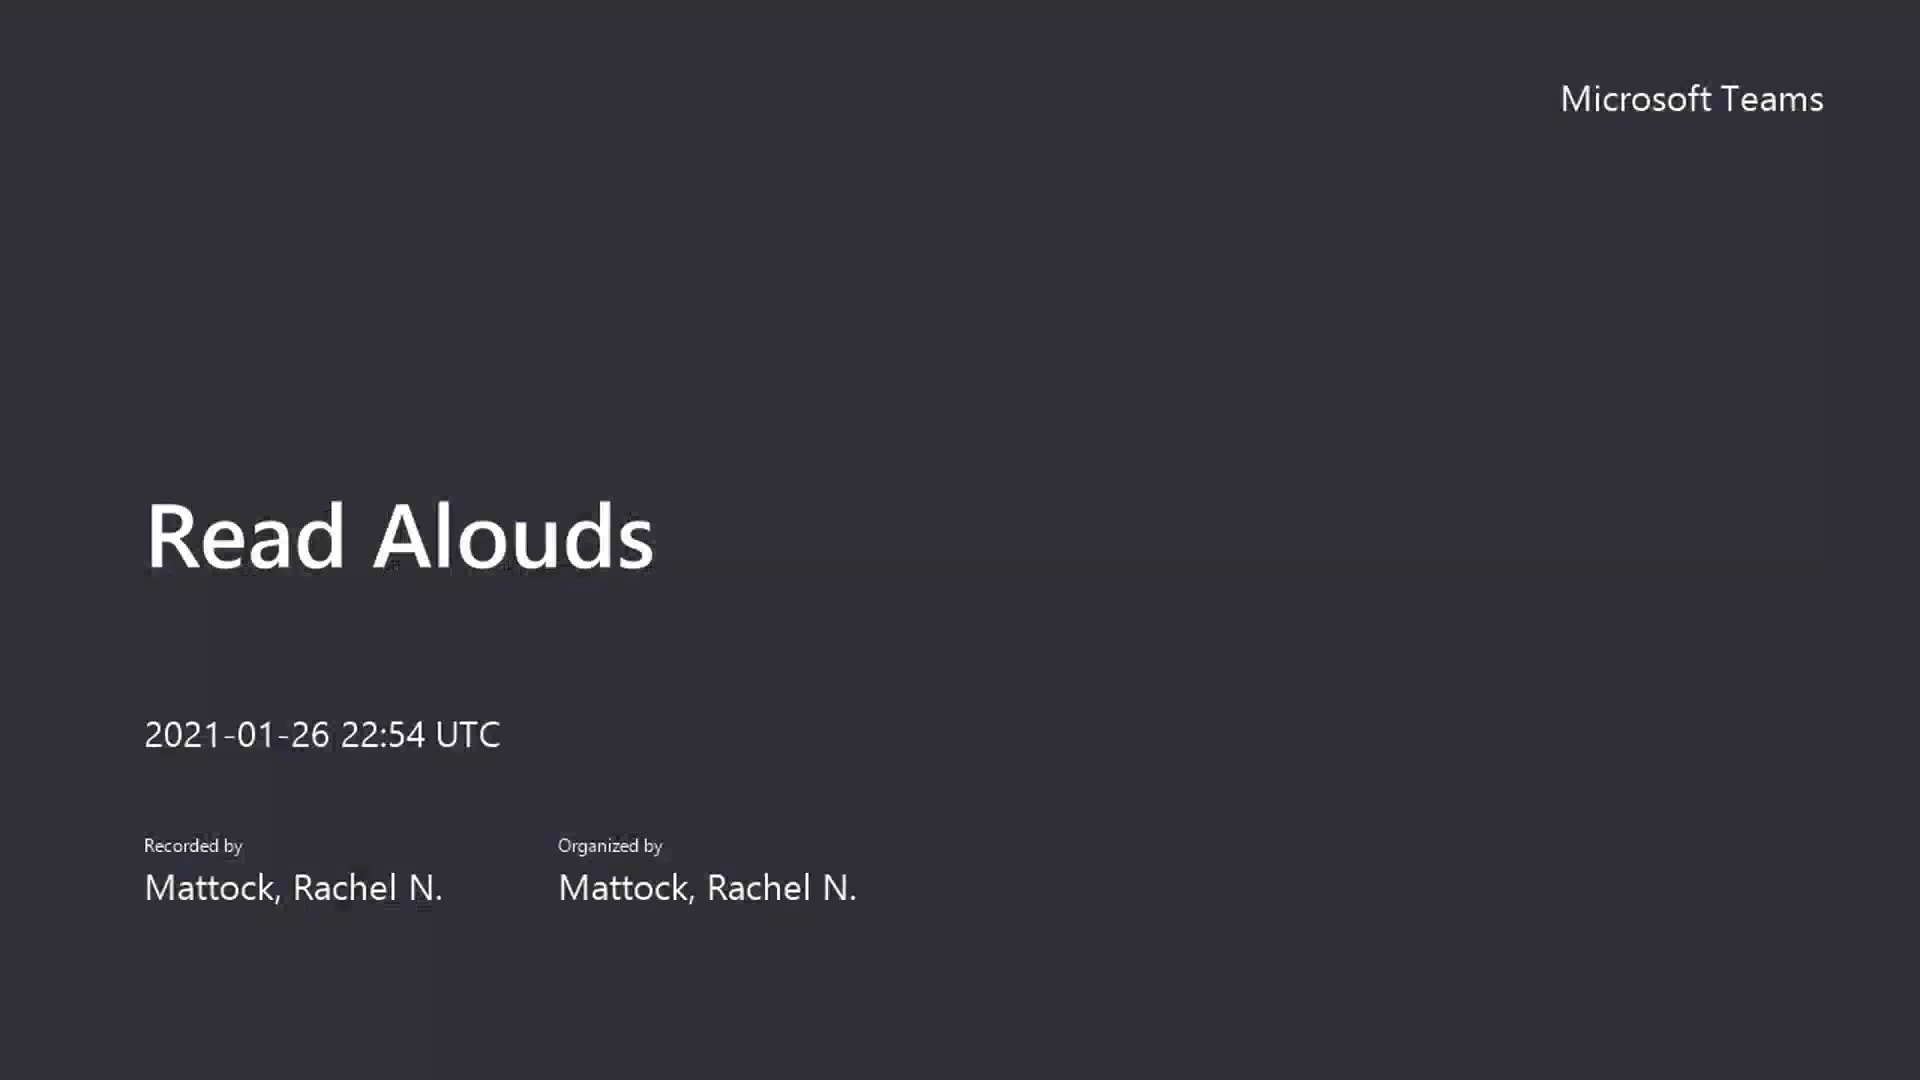 Microsoft Teams
Read Alouds
2021-01-26 22:54 UTC
Recorded by
Mattock, Rachel N.
Organized by
Mattock, Rachel N.